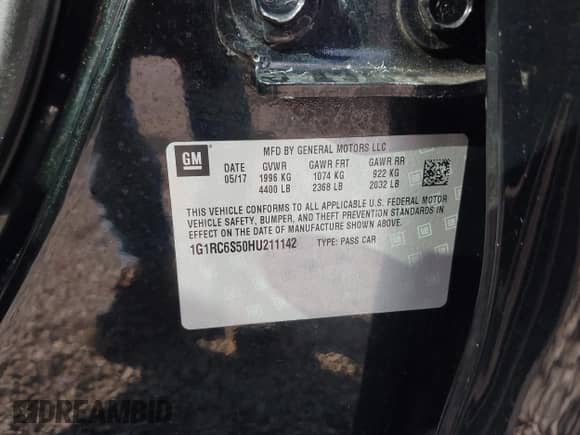 GM
MFD BY GENERAL MOTORS LLC
DATE GVWR GAWR FRT GAWR RR
05/17 1996 KG 1074 KG 922 KG
4400 LB 2368 LB 2032 LB
THIS VEHICLE CONFORMS TO ALL APPLICABLE U.S. FEDERAL MOTOR
VEHICLE SAFETY, BUMPER, AND THEFT PREVENTION STANDARDS IN
EFFECT ON THE DATE OF MANUFACTURE SHOWN ABOVE.
1G1RC6S50HU211142 TYPE: PASS CAR
DREAMBID